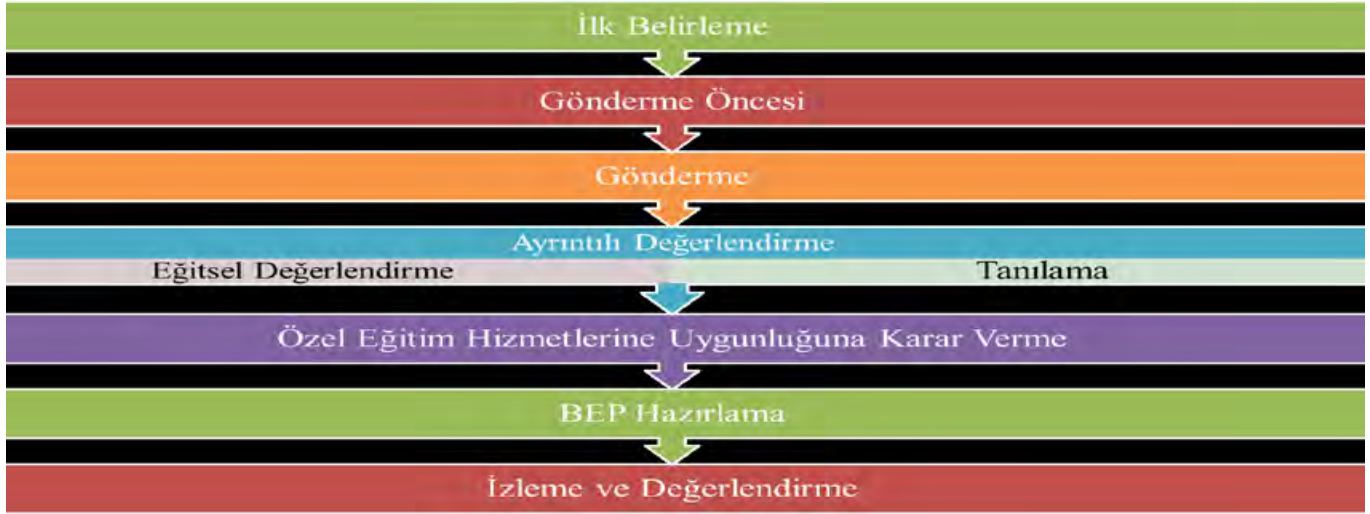 İlk Belirleme
Gönderme Öncesi
Gönderme
Ayrıntılı Değerlendirme
Eğitsel Değerlendirme
Tanılama
Özel Eğitim Hizmetlerine Uygunluğuna Karar Verme
BEP Hazırlama
İzleme ve Değerlendirme